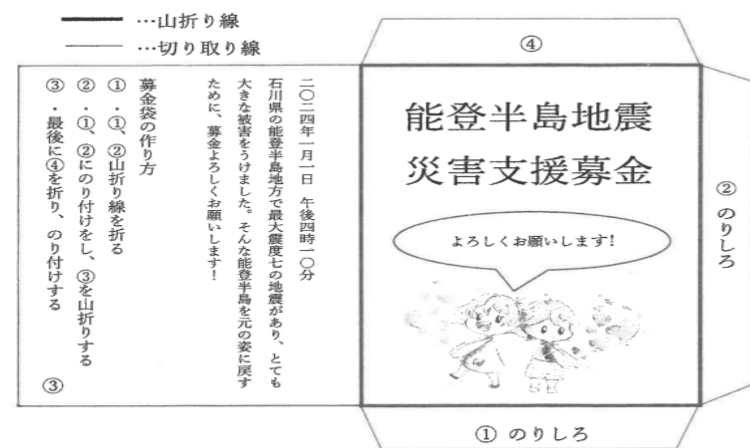 …山折り線
…切り取り線
④
能登半島地震
災害支援募金
よろしくお願いします!
② のりしろ
① のりしろ
二〇二四年一月一日 午後四時一〇分
石川県の能登半島地方で最大震度七の地震があり、とても
大きな被害をうけました。そんな能登半島を元の姿に戻す
ために、募金よろしくお願いします!
募金袋の作り方
① ・①、②山折り線を折る
② ・①、②にのり付けをし、③を山折りする
③ ・最後に④を折り、のり付けする
③